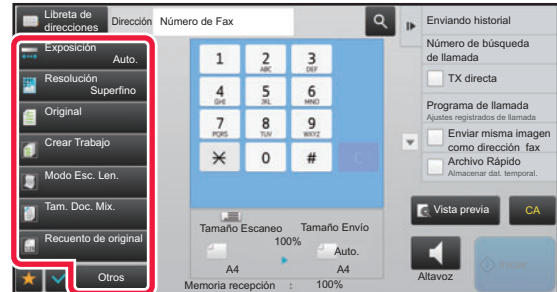 Libreta de
direcciones
Dirección
Número de Fax
Exposición
Auto.
Resolución
Superfino
Original
Crear Trabajo
Modo Esc. Len.
Tam. Doc. Mix.
Recuento de original
Otros
1
2
ABC
3
DEF
4
GHI
5
JKL
6
MNO
7
PQRS
8
TUV
9
WXYZ
0
#
C
Tamaño Escaneo
Tamaño Envío
100%
Auto.
A4
A4
Memoria recepción : 100%
Enviando historial
Número de búsqueda
de llamada
TX directa
Programa de llamada
Ajustes registrados de llamada
Enviar misma imagen
como dirección fax
Archivo Rápido
Almacenar dat. temporal.
Vista previa
CA
Altavoz
Iniciar